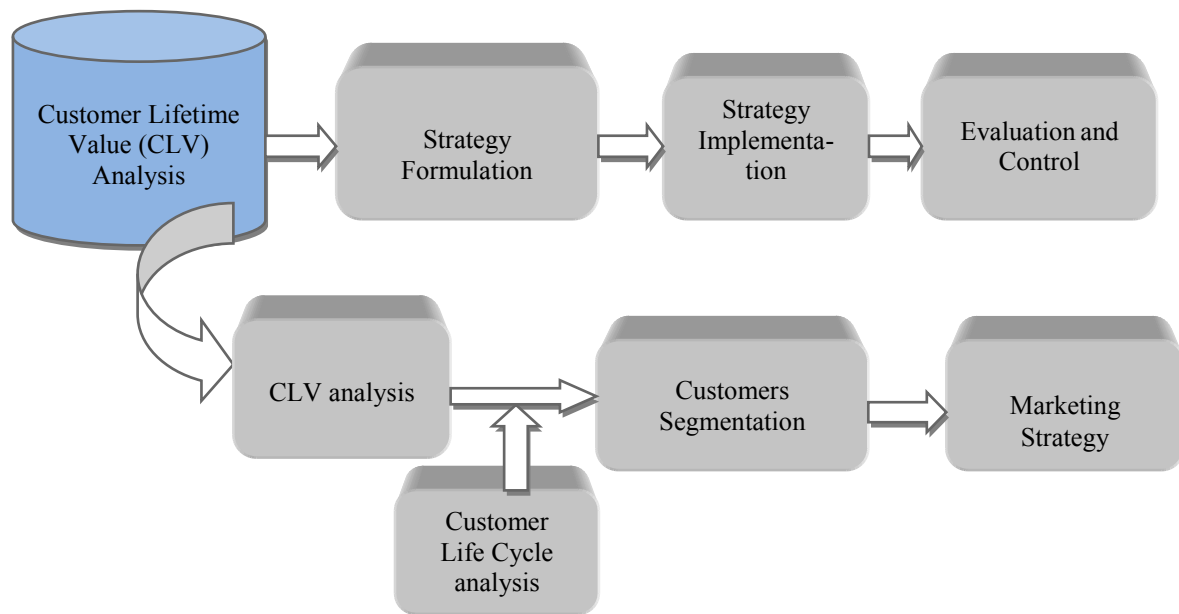 Customer Lifetime
Value (CLV)
Analysis
Strategy
Formulation
Strategy
Implementa-
tion
Evaluation and
Control
CLV analysis
Customers
Segmentation
Marketing
Strategy
Customer
Life Cycle
analysis